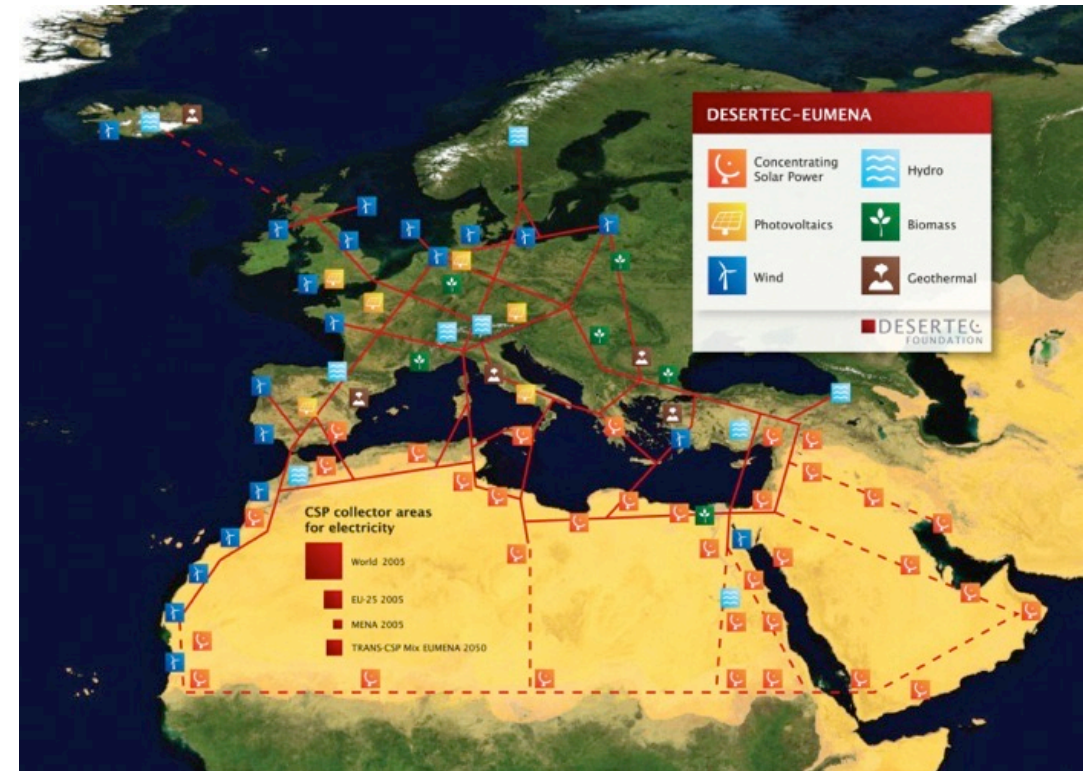 DESERTEC-EUMENA
Concentrating
Solar Power
Hydro
Photovoltaics
Biomass
Wind
Geothermal
DESERTEC
FOUNDATION
CSP collector areas
for electricity
World 2005
EU-25 2005
MENA 2005
TRANS-CSP Mix EUMENA 2050